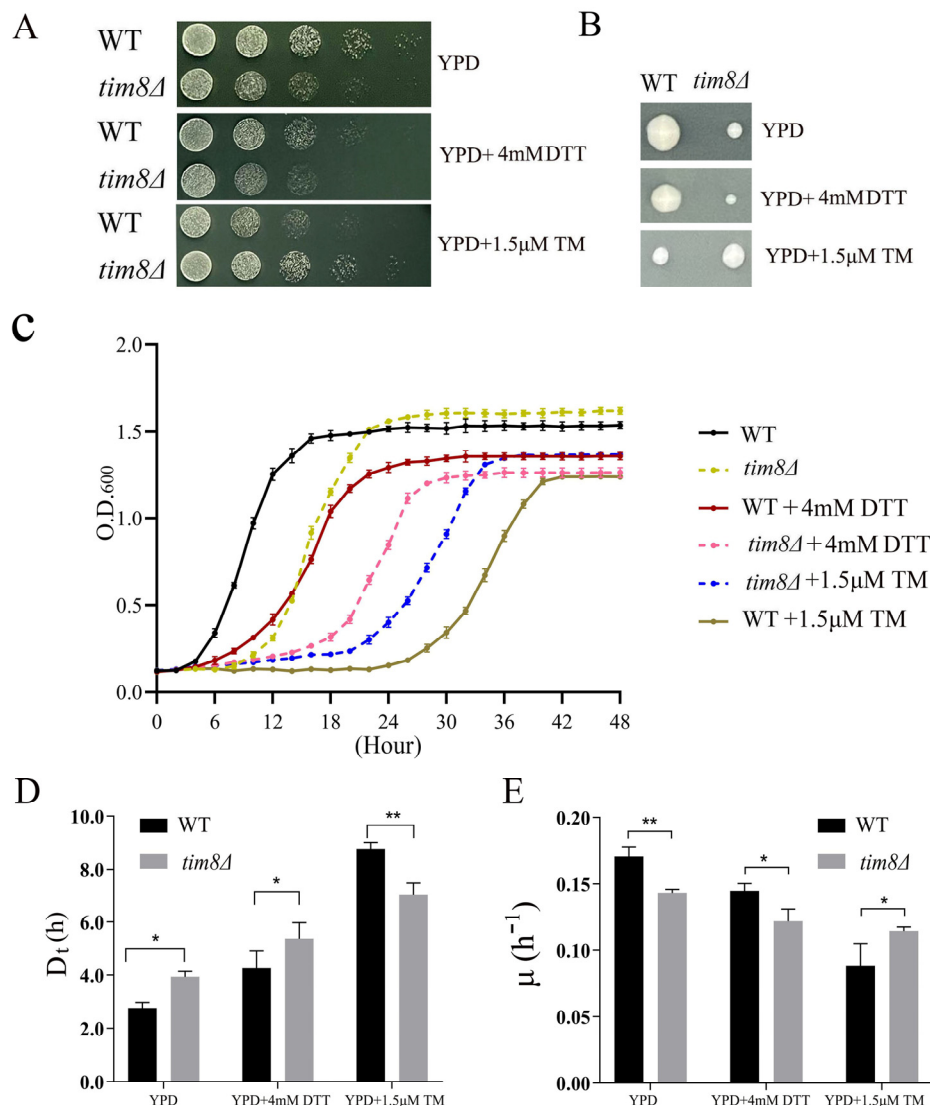 A
WT
tim8Δ
YPD
WT
tim8Δ
YPD+ 4mM DTT
WT
tim8Δ
YPD+1.5μM TM
B
WT tim8Δ
YPD
YPD+ 4mM DTT
YPD+1.5μM TM
c
2.0
1.5
1.0
0.5
0.0
O.D.600
0 6 12 18 24 30 36 42 48
(Hour)
WT
tim8Δ
WT + 4mM DTT
tim8Δ + 4mM DTT
tim8Δ +1.5μM TM
WT +1.5μM TM
D
10.0
8.0
6.0
4.0
2.0
0.0
Dt (h)
WT
tim8Δ
*
*
**
YPD YPD+4mM DTT YPD+1.5μM TM
E
0.20
0.15
0.10
0.05
0.00
μ (h⁻¹)
WT
tim8Δ
**
*
*
YPD YPD+4mM DTT YPD+1.5μM TM